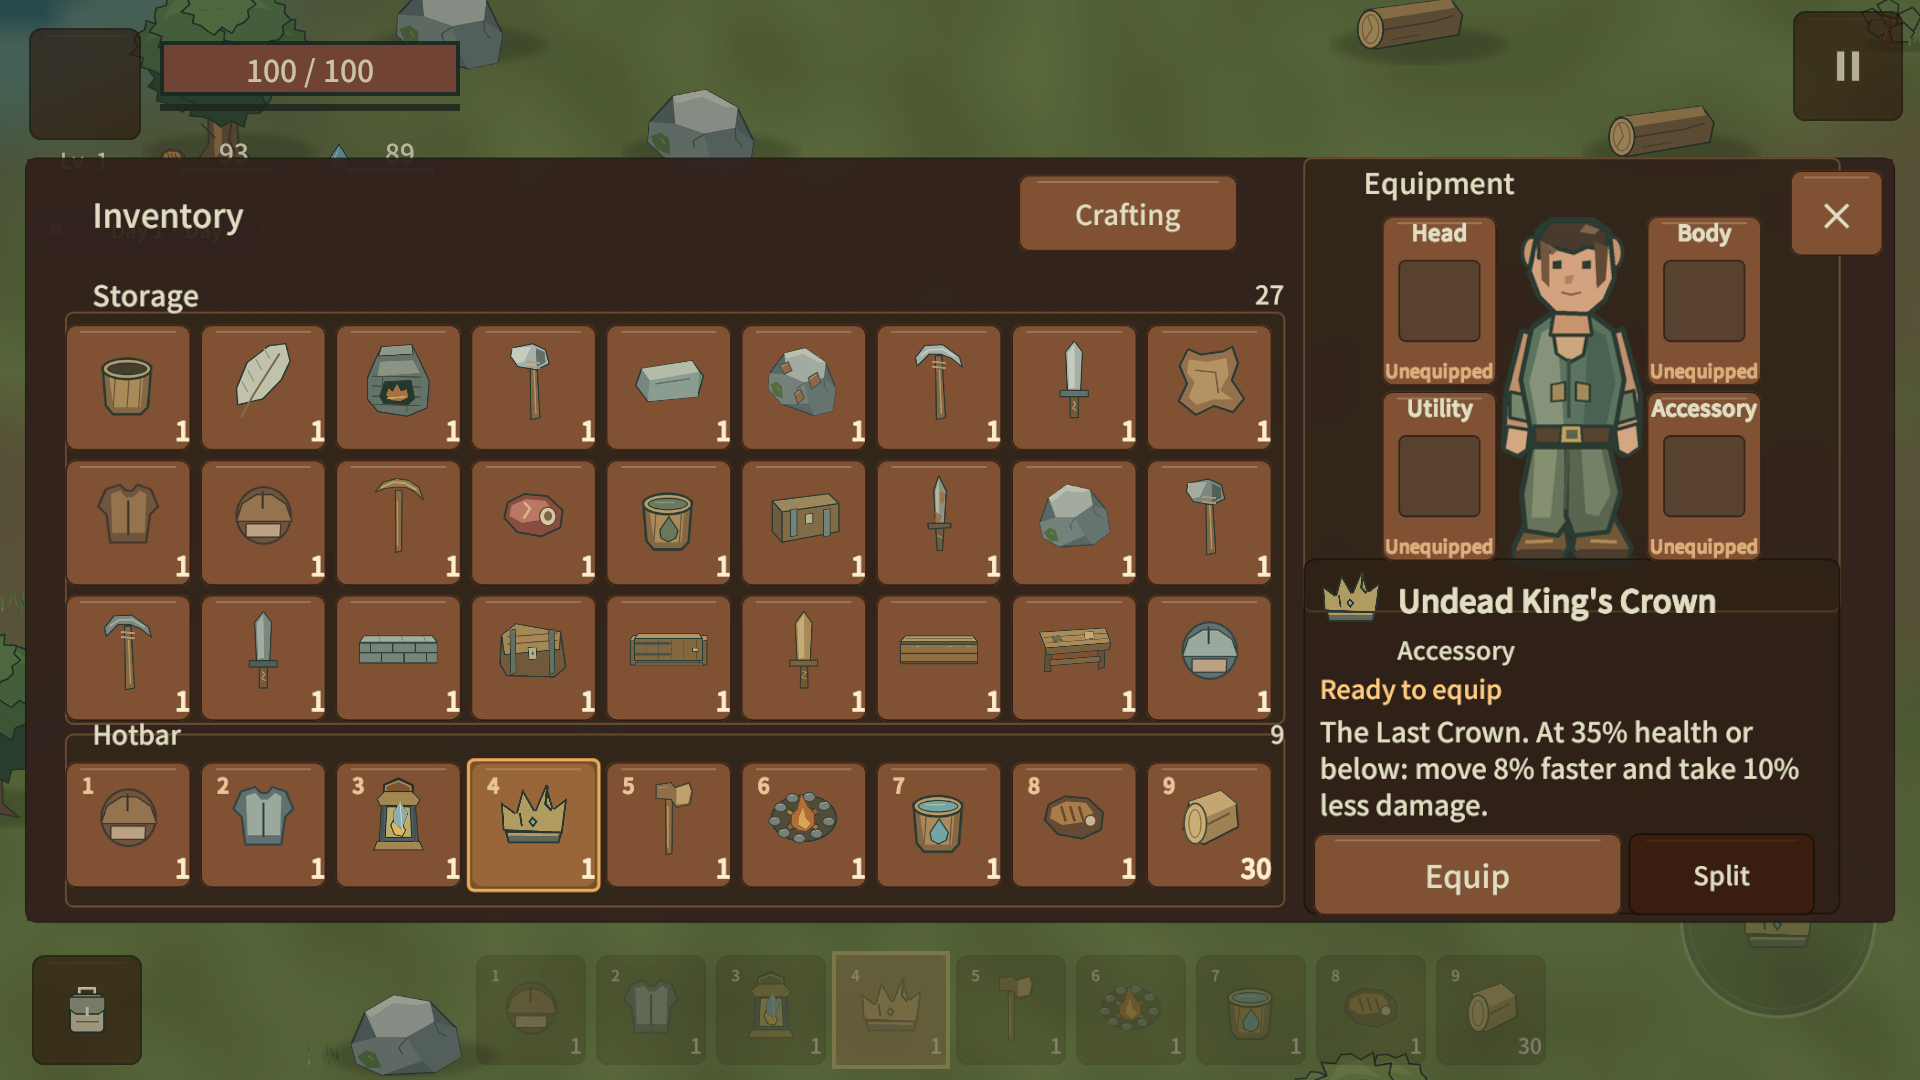 100 / 100
Lv. 1
93
89
Inventory
Crafting
Storage
27
1 1 1 1 1 1 1 1 1
1 1 1 1 1 1 1 1 1
1 1 1 1 1 1 1 1 1
Hotbar
9
1 2 3 4 5 6 7 8 9
1 1 1 1 1 1 1 1 30
Equipment
Head
Unequipped
Body
Unequipped
Utility
Unequipped
Accessory
Unequipped
Undead King's Crown
Accessory
Ready to equip
The Last Crown. At 35% health or
below: move 8% faster and take 10%
less damage.
Equip
Split
1 2 3 4 5 6 7 8 9
1 1 1 1 1 1 1 1 30